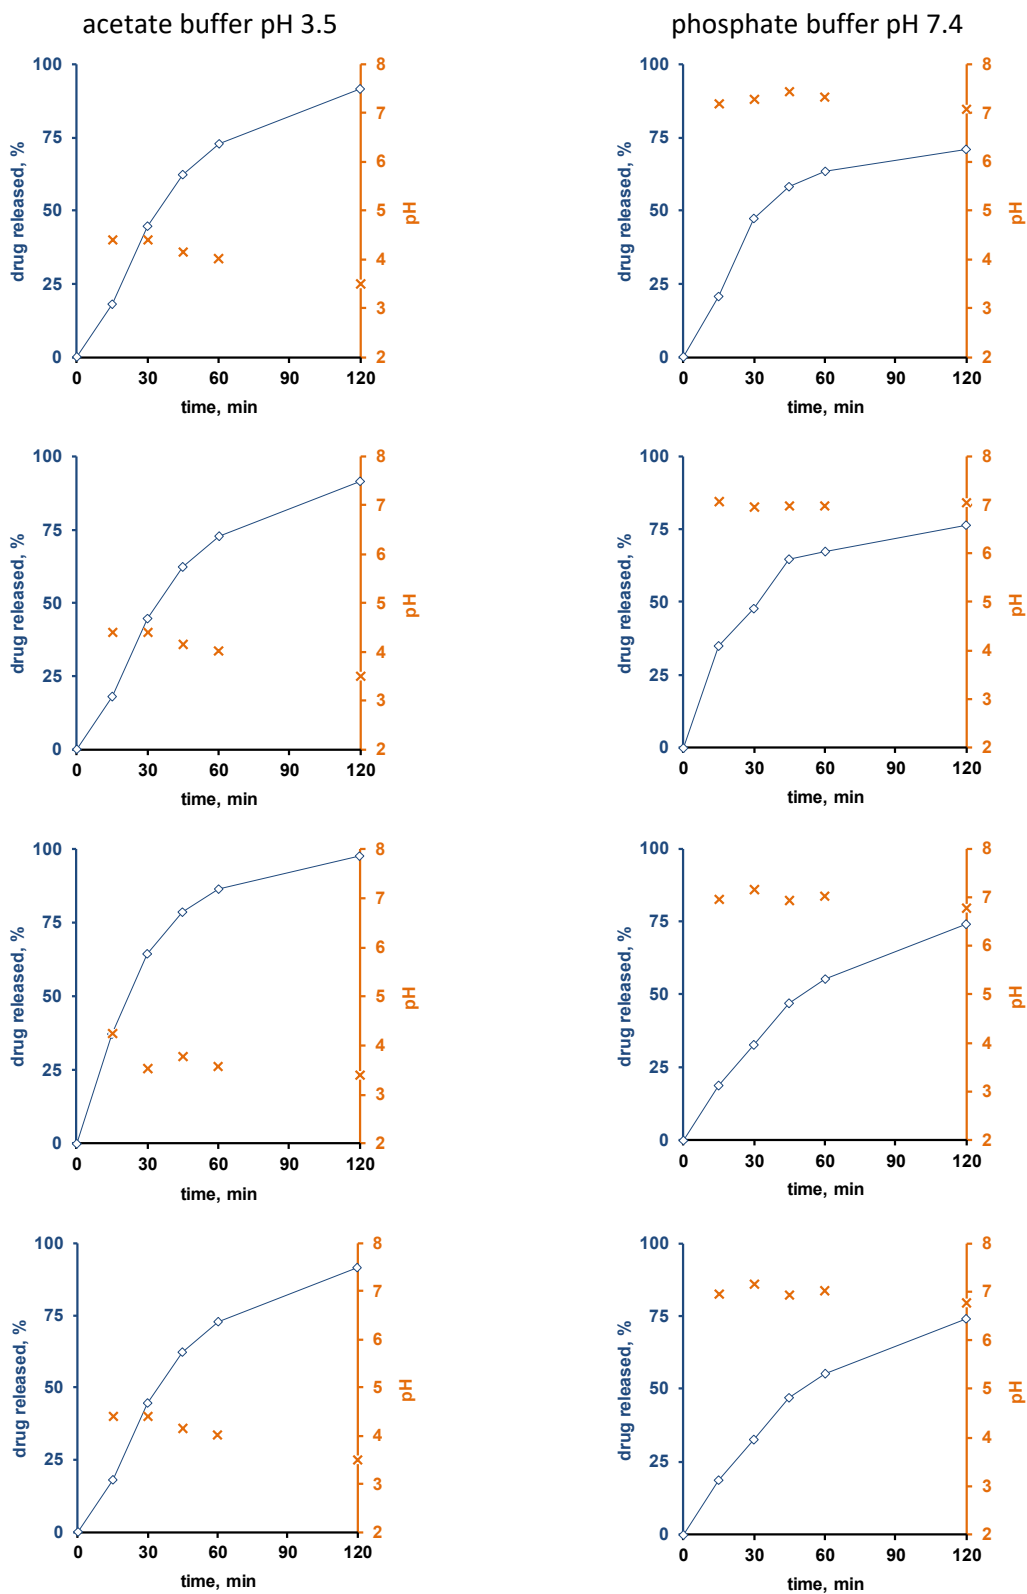 acetate buffer pH 3.5
phosphate buffer pH 7.4
100
75
50
25
0
drug released, %
8
7
6
5
4
3
2
pH
0 30 60 90 120
time, min
100
75
50
25
0
drug released, %
8
7
6
5
4
3
2
pH
0 30 60 90 120
time, min
100
75
50
25
0
drug released, %
8
7
6
5
4
3
2
pH
0 30 60 90 120
time, min
100
75
50
25
0
drug released, %
8
7
6
5
4
3
2
pH
0 30 60 90 120
time, min
100
75
50
25
0
drug released, %
8
7
6
5
4
3
2
pH
0 30 60 90 120
time, min
100
75
50
25
0
drug released, %
8
7
6
5
4
3
2
pH
0 30 60 90 120
time, min
100
75
50
25
0
drug released, %
8
7
6
5
4
3
2
pH
0 30 60 90 120
time, min
100
75
50
25
0
drug released, %
8
7
6
5
4
3
2
pH
0 30 60 90 120
time, min